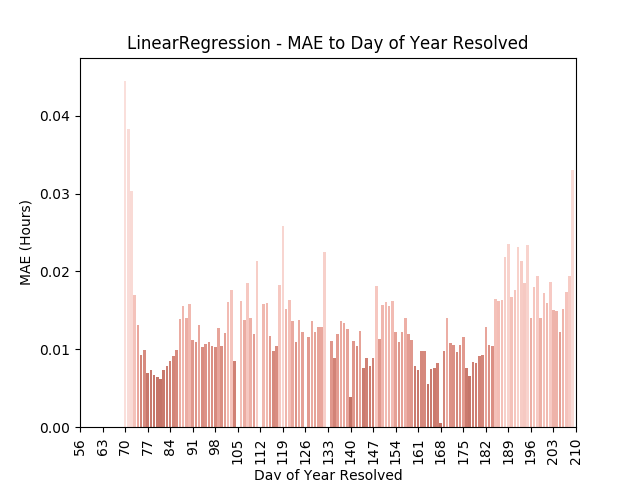 LinearRegression - MAE to Day of Year Resolved
0.04
0.03
0.02
0.01
0.00
MAE (Hours)
56 63 70 77 84 91 98 105 112 119 126 133 140 147 154 161 168 175 182 189 196 203 210
Day of Year Resolved